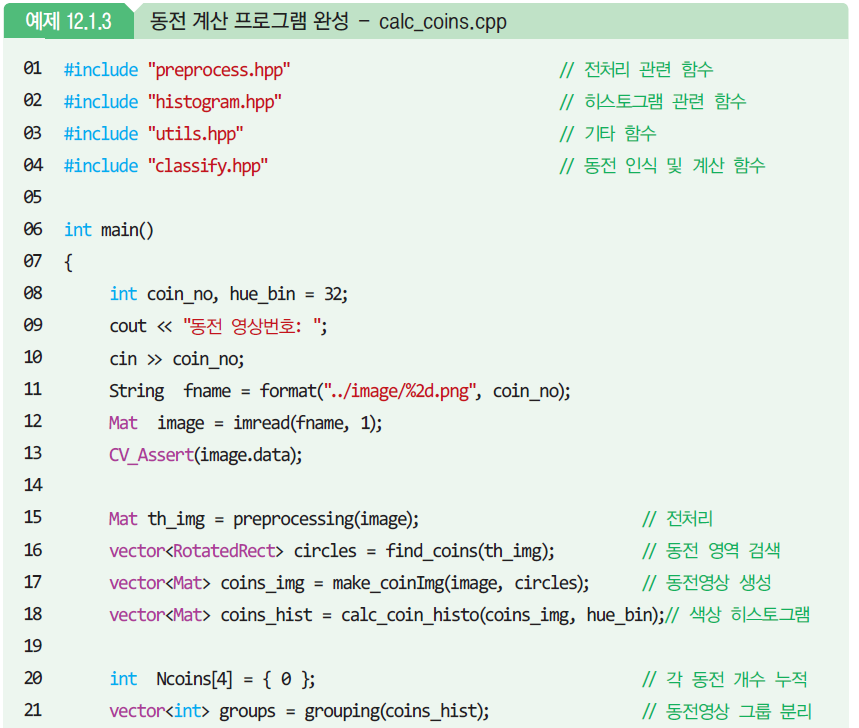 예제 12.1.3 동전 계산 프로그램 완성 - calc_coins.cpp
01 #include "preprocess.hpp" // 전처리 관련 함수
02 #include "histogram.hpp" // 히스토그램 관련 함수
03 #include "utils.hpp" // 기타 함수
04 #include "classify.hpp" // 동전 인식 및 계산 함수
05
06 int main()
07 {
08 int coin_no, hue_bin = 32;
09 cout << "동전 영상번호: ";
10 cin >> coin_no;
11 String fname = format("../image/%2d.png", coin_no);
12 Mat image = imread(fname, 1);
13 CV_Assert(image.data);
14
15 Mat th_img = preprocessing(image); // 전처리
16 vector<RotatedRect> circles = find_coins(th_img); // 동전 영역 검색
17 vector<Mat> coins_img = make_coinImg(image, circles); // 동전영상 생성
18 vector<Mat> coins_hist = calc_coin_histo(coins_img, hue_bin);// 색상 히스토그램
19
20 int Ncoins[4] = { 0 }; // 각 동전 개수 누적
21 vector<int> groups = grouping(coins_hist); // 동전영상 그룹 분리